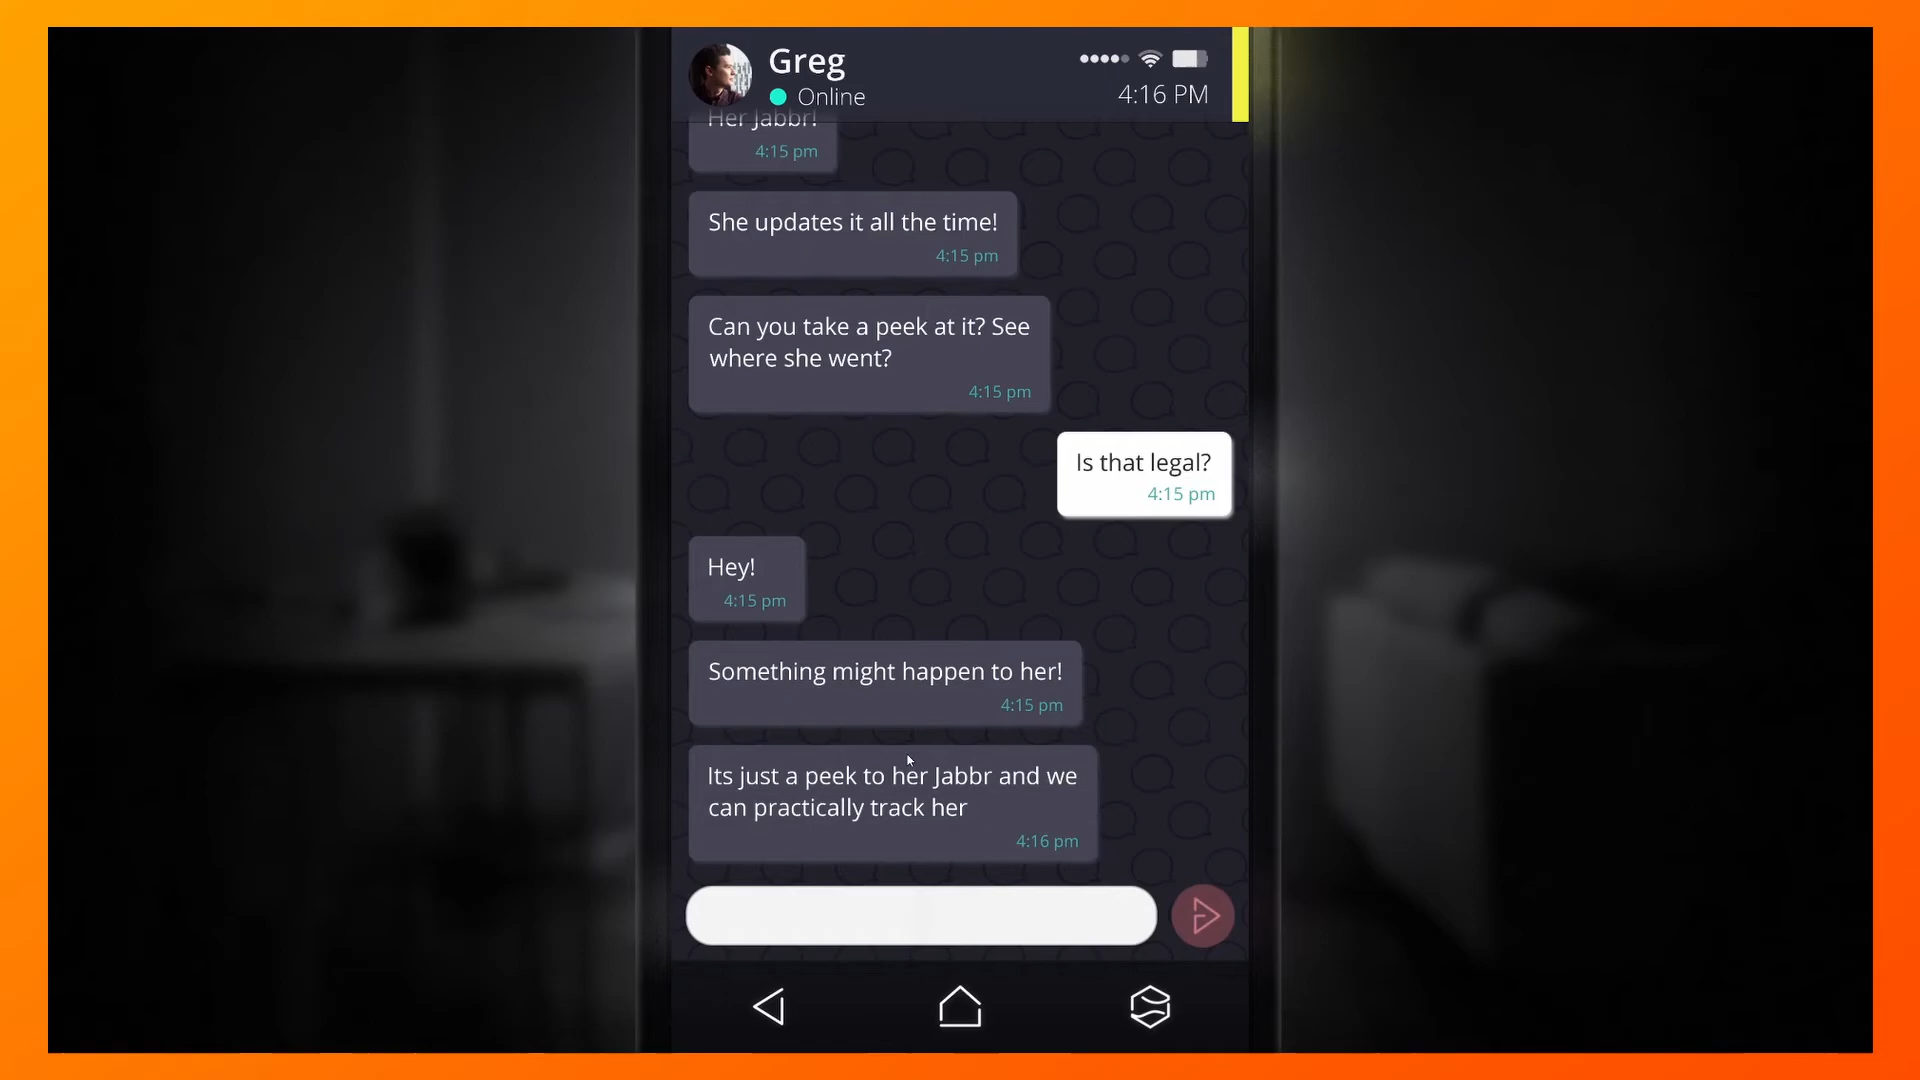 Greg
Online
4:16 PM
Her Jabbr!
4:15 pm
She updates it all the time!
4:15 pm
Can you take a peek at it? See
where she went?
4:15 pm
Is that legal?
4:15 pm
Hey!
4:15 pm
Something might happen to her!
4:15 pm
Its just a peek to her Jabbr and we
can practically track her
4:16 pm